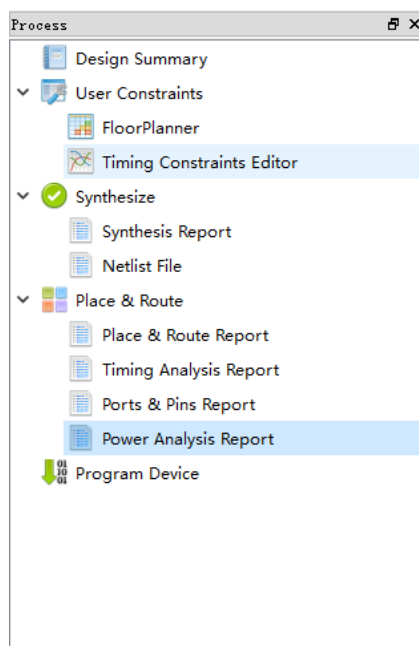 Process
Design Summary
User Constraints
FloorPlanner
Timing Constraints Editor
Synthesize
Synthesis Report
Netlist File
Place & Route
Place & Route Report
Timing Analysis Report
Ports & Pins Report
Power Analysis Report
Program Device